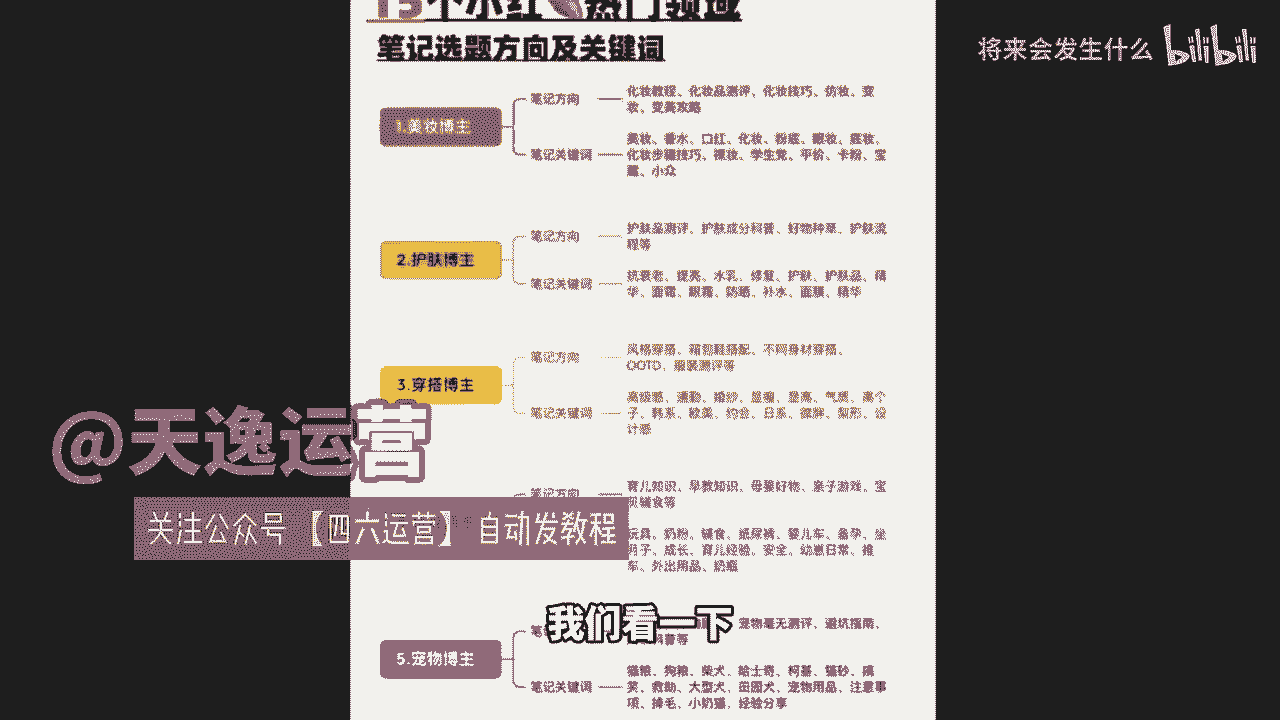 15个小红 热门领域
笔记选题方向及关键词
将来会发生什么 bilibili
1.美妆博主
笔记方向
化妆教程、化妆品测评、化妆技巧、仿妆、变
妆、变美攻略
笔记关键词
美妆、香水、口红、化妆、粉底、眼妆、底妆、
化妆步骤技巧、裸妆、学生党、平价、卡粉、宝
藏、小众
2.护肤博主
笔记方向
护肤品测评、护肤成分科普、好物种草、护肤流
程等
笔记关键词
抗衰老、提亮、水乳、修复、护肤、护肤品、精
华、面霜、眼霜、防晒、补水、面膜、精华
3.穿搭博主
笔记方向
风格穿搭、箱包鞋搭配、不同身材穿搭、
OOTD、服装测评等
笔记关键词
高级感、通勤、婚纱、显瘦、显高、气质、高个
子、韩系、欧美、约会、日系、微胖、梨形、设
计感
@天逸运营
关注公众号 【四六运营】 自动发教程
笔记方向
育儿知识、早教知识、母婴好物、亲子游戏、宝
贝辅食等
玩具、奶粉、辅食、纸尿裤、婴儿车、备孕、坐
月子、成长、育儿经验、安全、幼崽日常、推
车、外出用品、奶瓶
我们看一下
5.宠物博主
宠物毫无测评、避坑指南、
笔记关键词
猫粮、狗粮、柴犬、哈士奇、柯基、猫砂、搞
笑、救助、大型犬、田园犬、宠物用品、注意事
项、掉毛、小奶猫、经验分享